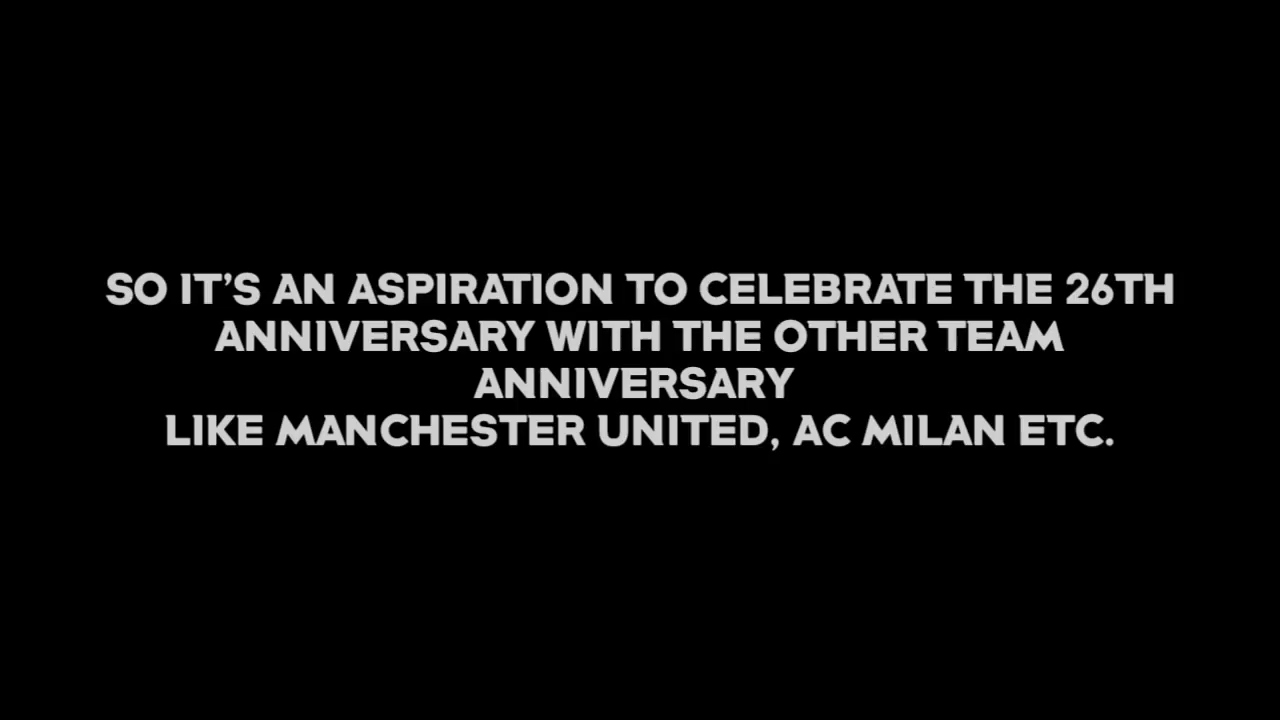 SO IT'S AN ASPIRATION TO CELEBRATE THE 26TH
ANNIVERSARY WITH THE OTHER TEAM
ANNIVERSARY
LIKE MANCHESTER UNITED, AC MILAN ETC.